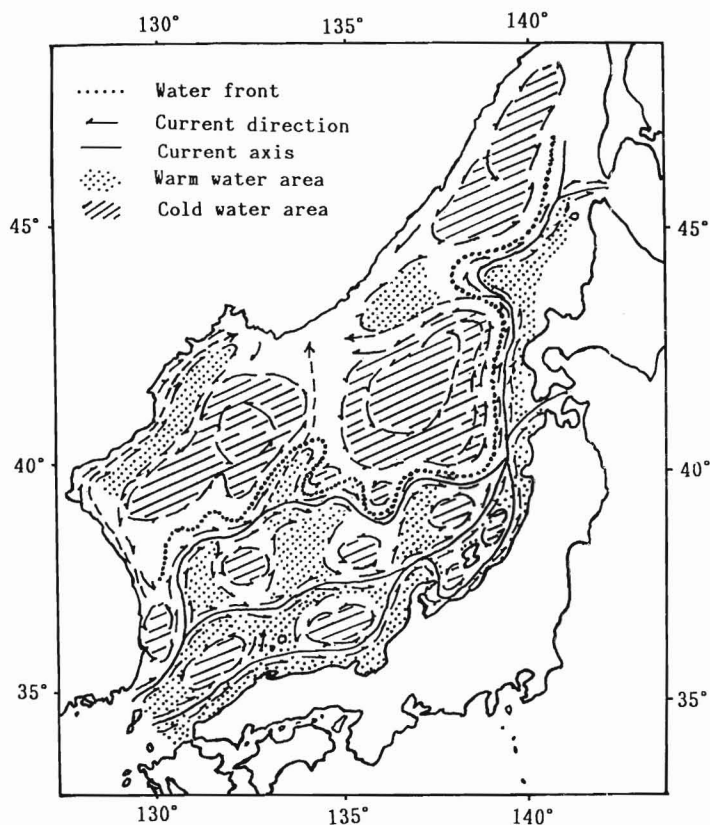 130° 135° 140°
Water front
Current direction
Current axis
Warm water area
Cold water area
45° 45°
40° 40°
35° 35°
130° 135° 140°